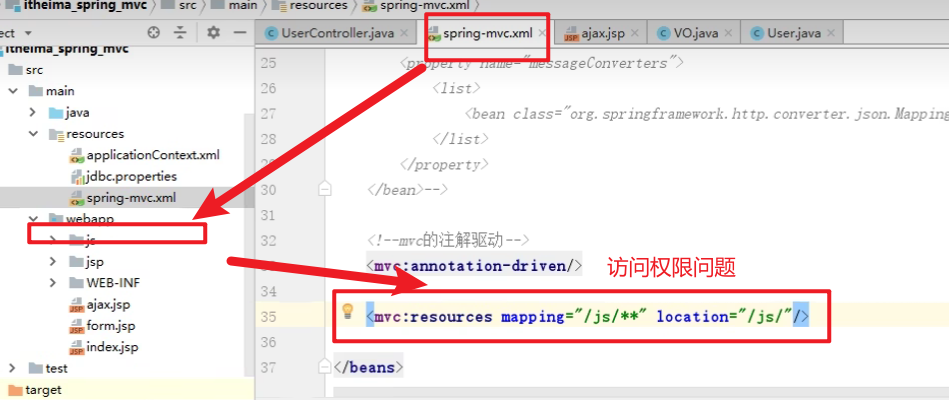 itheima_spring_mvc src main resources spring-mvc.xml
ect
UserController.java spring-mvc.xml ajax.jsp VO.java User.java
itheima_spring_mvc
src
main
java
resources
applicationContext.xml
jdbc.properties
spring-mvc.xml
webapp
js
jsp
WEB-INF
ajax.jsp
form.jsp
index.jsp
test
target
25 <property name="messageConverters">
26 <list>
27 <bean class="org.springframework.http.converter.json.Mapping
28 </list>
29 </property>
30 </bean>-->
31
32 <!--mvc的注解驱动-->
<mvc:annotation-driven/>
访问权限问题
34
35 <mvc:resources mapping="/js/**" location="/js/"/>
36
37 </beans>